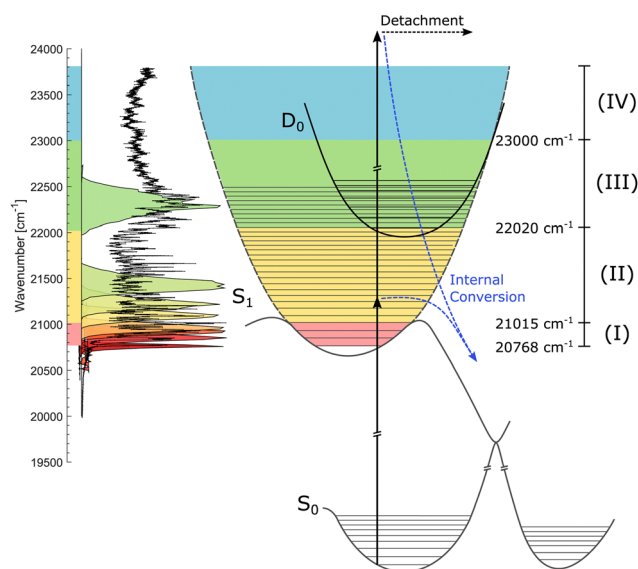 Detachment
24000
23500
23000
22500
22000
21500
21000
20500
20000
19500
Wavenumber [cm⁻¹]
D₀
S₁
S₀
Internal
Conversion
23000 cm⁻¹
22020 cm⁻¹
21015 cm⁻¹
20768 cm⁻¹
(IV)
(III)
(II)
(I)